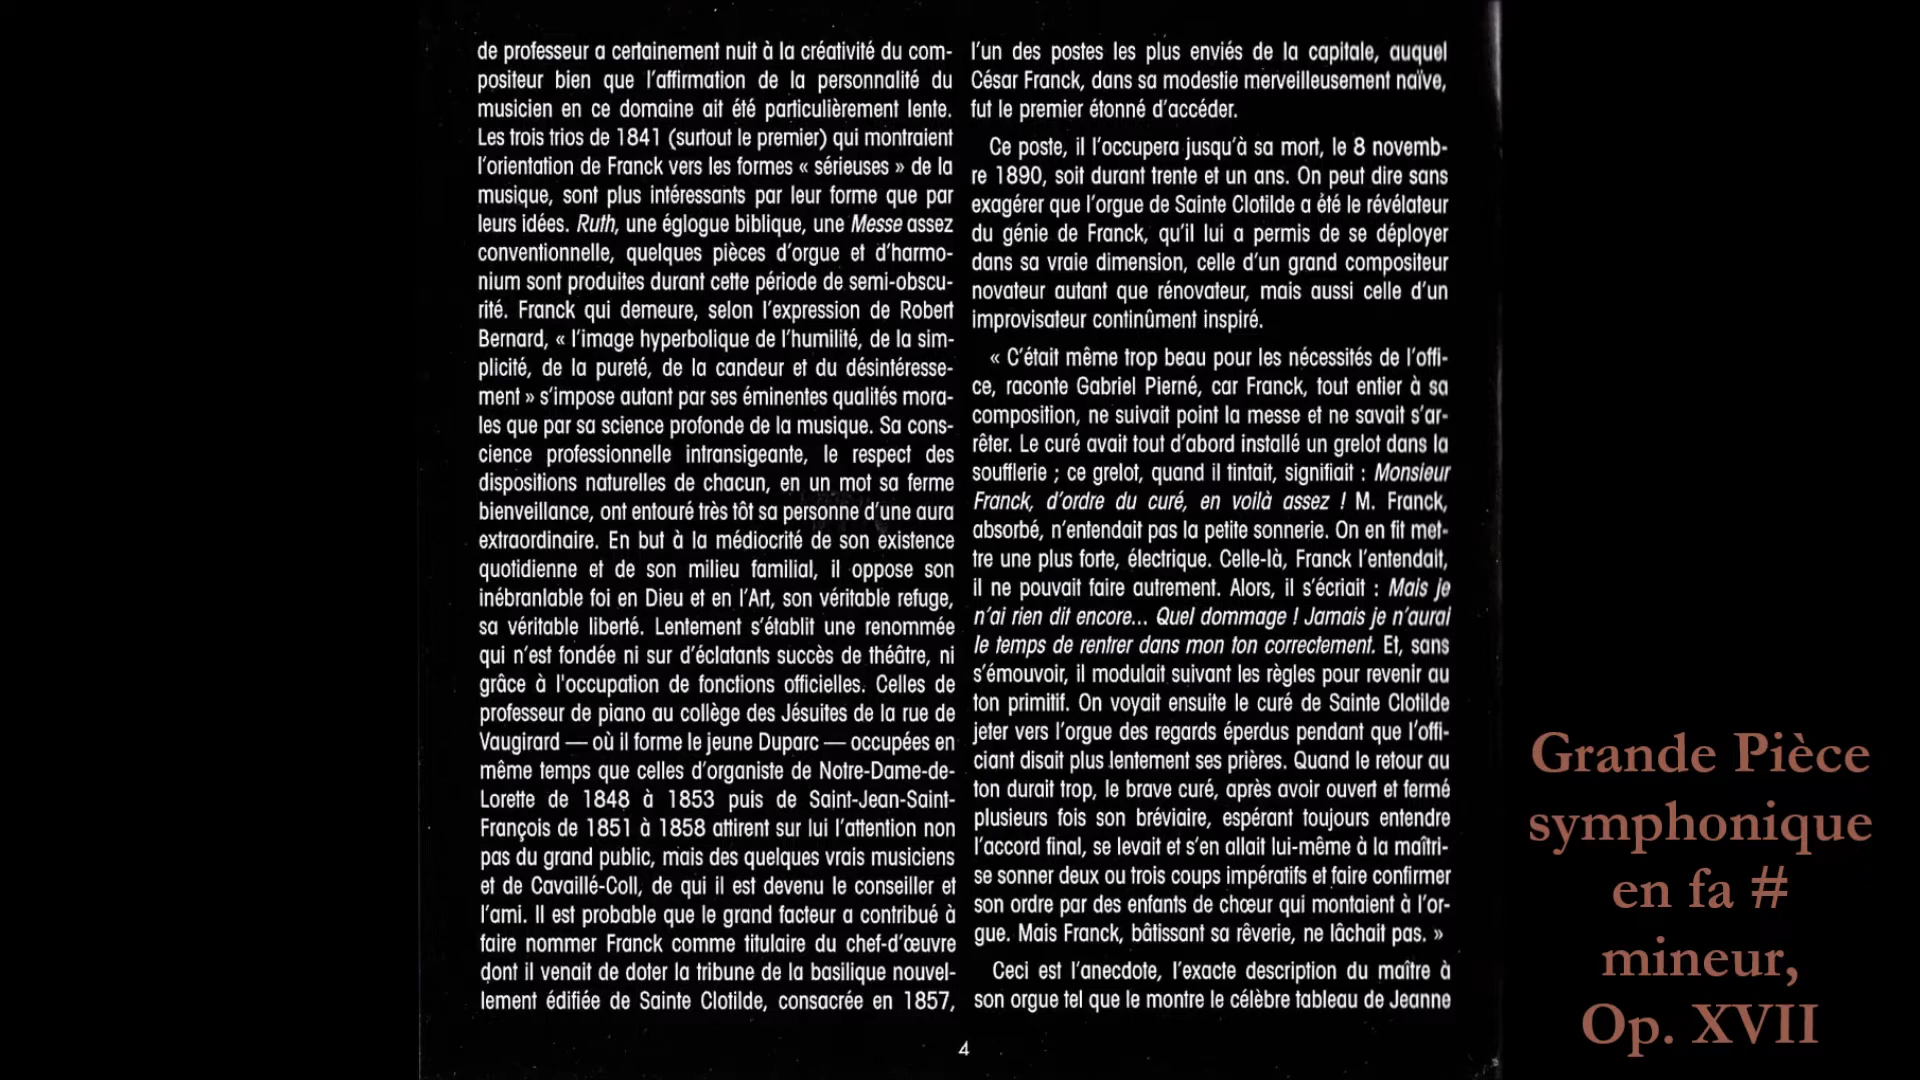 de professeur a certainement nuit à la créativité du com-
positeur bien que l'affirmation de la personnalité du
musicien en ce domaine ait été particulièrement lente.
Les trois trios de 1841 (surtout le premier) qui montraient
l'orientation de Franck vers les formes « sérieuses » de la
musique, sont plus intéressants par leur forme que par
leurs idées. Ruth, une églogue biblique, une Messe assez
conventionnelle, quelques pièces d'orgue et d'harmo-
nium sont produites durant cette période de semi-obscu-
rité. Franck qui demeure, selon l'expression de Robert
Bernard, « l'image hyperbolique de l'humilité, de la sim-
plicité, de la pureté, de la candeur et du désintéresse-
ment » s'impose autant par ses éminentes qualités mora-
les que par sa science profonde de la musique. Sa cons-
cience professionnelle intransigeante, le respect des
dispositions naturelles de chacun, en un mot sa ferme
bienveillance, ont entouré très tôt sa personne d'une aura
extraordinaire. En but à la médiocrité de son existence
quotidienne et de son milieu familial, il oppose son
inébranlable foi en Dieu et en l'Art, son véritable refuge,
sa véritable liberté. Lentement s'établit une renommée
qui n'est fondée ni sur d'éclatants succès de théâtre, ni
grâce à l'occupation de fonctions officielles. Celles de
professeur de piano au collège des Jésuites de la rue de
Vaugirard — où il forme le jeune Duparc — occupées en
même temps que celles d'organiste de Notre-Dame-de-
Lorette de 1848 à 1853 puis de Saint-Jean-Saint-
François de 1851 à 1858 attirent sur lui l'attention non
pas du grand public, mais des quelques vrais musiciens
et de Cavaillé-Coll, de qui il est devenu le conseiller et
l'ami. Il est probable que le grand facteur a contribué à
faire nommer Franck comme titulaire du chef-d'œuvre
dont il venait de doter la tribune de la basilique nouvel-
lement édifiée de Sainte Clotilde, consacrée en 1857,
l'un des postes les plus enviés de la capitale, auquel
César Franck, dans sa modestie merveilleusement naïve,
fut le premier étonné d'accéder.
Ce poste, il l'occupera jusqu'à sa mort, le 8 novemb-
re 1890, soit durant trente et un ans. On peut dire sans
exagérer que l'orgue de Sainte Clotilde a été le révélateur
du génie de Franck, qu'il lui a permis de se déployer
dans sa vraie dimension, celle d'un grand compositeur
novateur autant que rénovateur, mais aussi celle d'un
improvisateur continûment inspiré.
« C'était même trop beau pour les nécessités de l'offi-
ce, raconte Gabriel Pierné, car Franck, tout entier à sa
composition, ne suivait point la messe et ne savait s'ar-
rêter. Le curé avait tout d'abord installé un grelot dans la
soufflerie ; ce grelot, quand il tintait, signifiait : Monsieur
Franck, d'ordre du curé, en voilà assez ! M. Franck,
absorbé, n'entendait pas la petite sonnerie. On en fit met-
tre une plus forte, électrique. Celle-là, Franck l'entendait,
il ne pouvait faire autrement. Alors, il s'écriait : Mais je
n'ai rien dit encore... Quel dommage ! Jamais je n'aurai
le temps de rentrer dans mon ton correctement. Et, sans
s'émouvoir, il modulait suivant les règles pour revenir au
ton primitif. On voyait ensuite le curé de Sainte Clotilde
jeter vers l'orgue des regards éperdus pendant que l'offi-
ciant disait plus lentement ses prières. Quand le retour au
ton durait trop, le brave curé, après avoir ouvert et fermé
plusieurs fois son bréviaire, espérant toujours entendre
l'accord final, se levait et s'en allait lui-même à la maîtri-
se sonner deux ou trois coups impératifs et faire confirmer
son ordre par des enfants de chœur qui montaient à l'or-
gue. Mais Franck, bâtissant sa rêverie, ne lâchait pas. »
Ceci est l'anecdote, l'exacte description du maître à
son orgue tel que le montre le célèbre tableau de Jeanne
4
Grande Pièce
symphonique
en fa #
mineur,
Op. XVII